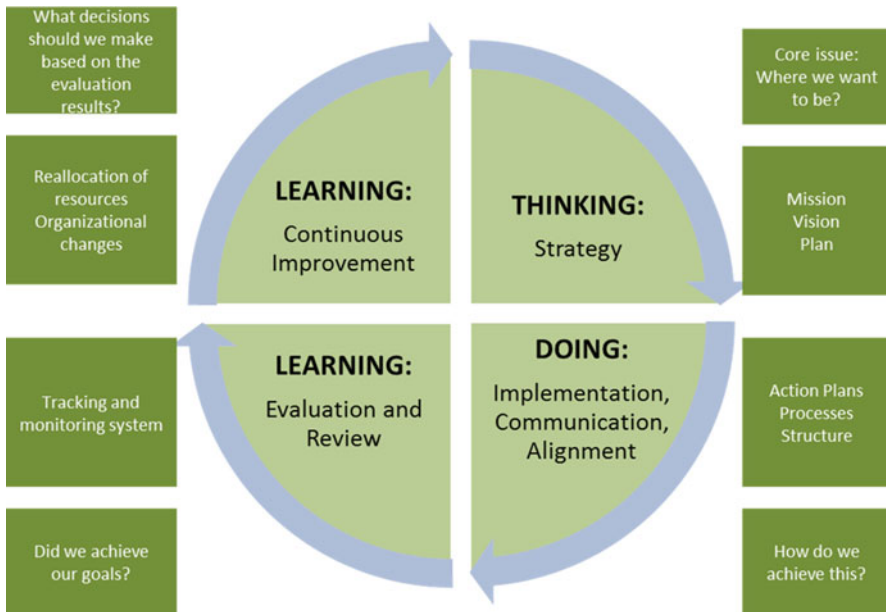 What decisions
should we make
based on the
evaluation
results?
Reallocation of
resources
Organizational
changes
LEARNING:
Continuous
Improvement
THINKING:
Strategy
Core issue:
Where we want
to be?
Mission
Vision
Plan
Tracking and
monitoring system
Did we achieve
our goals?
LEARNING:
Evaluation and
Review
DOING:
Implementation,
Communication,
Alignment
Action Plans
Processes
Structure
How do we
achieve this?